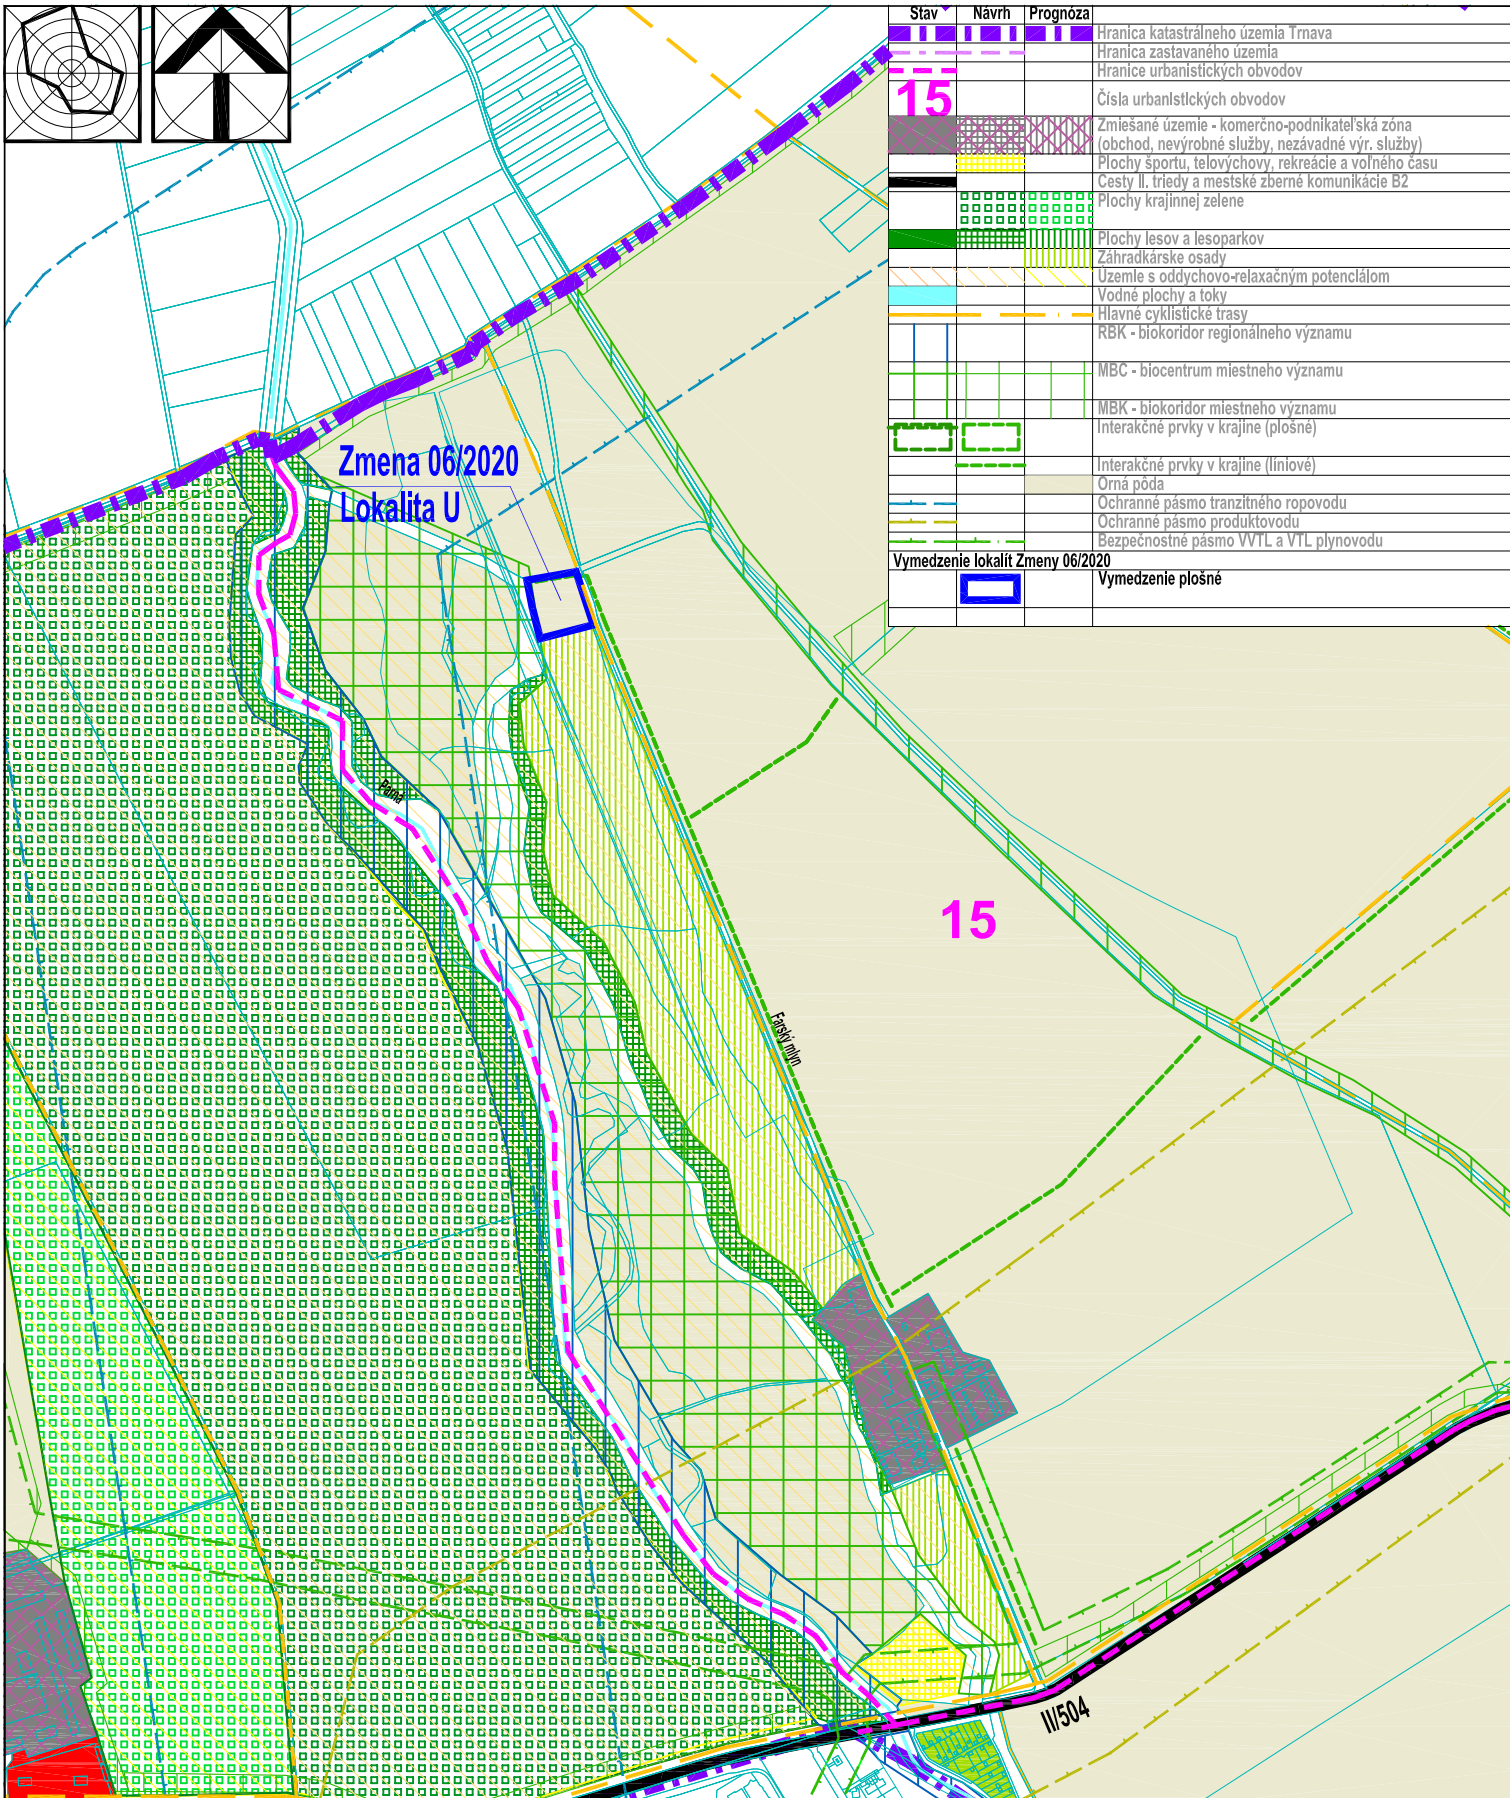 Stav Návrh Prognóza
Hranica katastrálneho územia Trnava
Hranica zastavaného územia
Hranice urbanistických obvodov
15
Čísla urbanistických obvodov
Zmiešané územie - komerčno-podnikateľská zóna
(obchod, nevýrobné služby, nezávadné výr. služby)
Plochy športu, telovýchovy, rekreácie a voľného času
Cesty II. triedy a mestské zberné komunikácie B2
Plochy krajinnej zelene
Plochy lesov a lesoparkov
Záhradkárske osady
Územie s oddychovo-relaxačným potenciálom
Vodné plochy a toky
Hlavné cyklistické trasy
RBK - biokoridor regionálneho významu
MBC - biocentrum miestneho významu
MBK - biokoridor miestneho významu
Interakčné prvky v krajine (plošné)
Interakčné prvky v krajine (líniové)
Orná pôda
Ochranné pásmo tranzitného ropovodu
Ochranné pásmo produktovodu
Bezpečnostné pásmo VVTL a VTL plynovodu
Vymedzenie lokalít Zmeny 06/2020
Vymedzenie plošné
Zmena 06/2020
Lokalita U
Parná
15
Farský mlyn
II/504